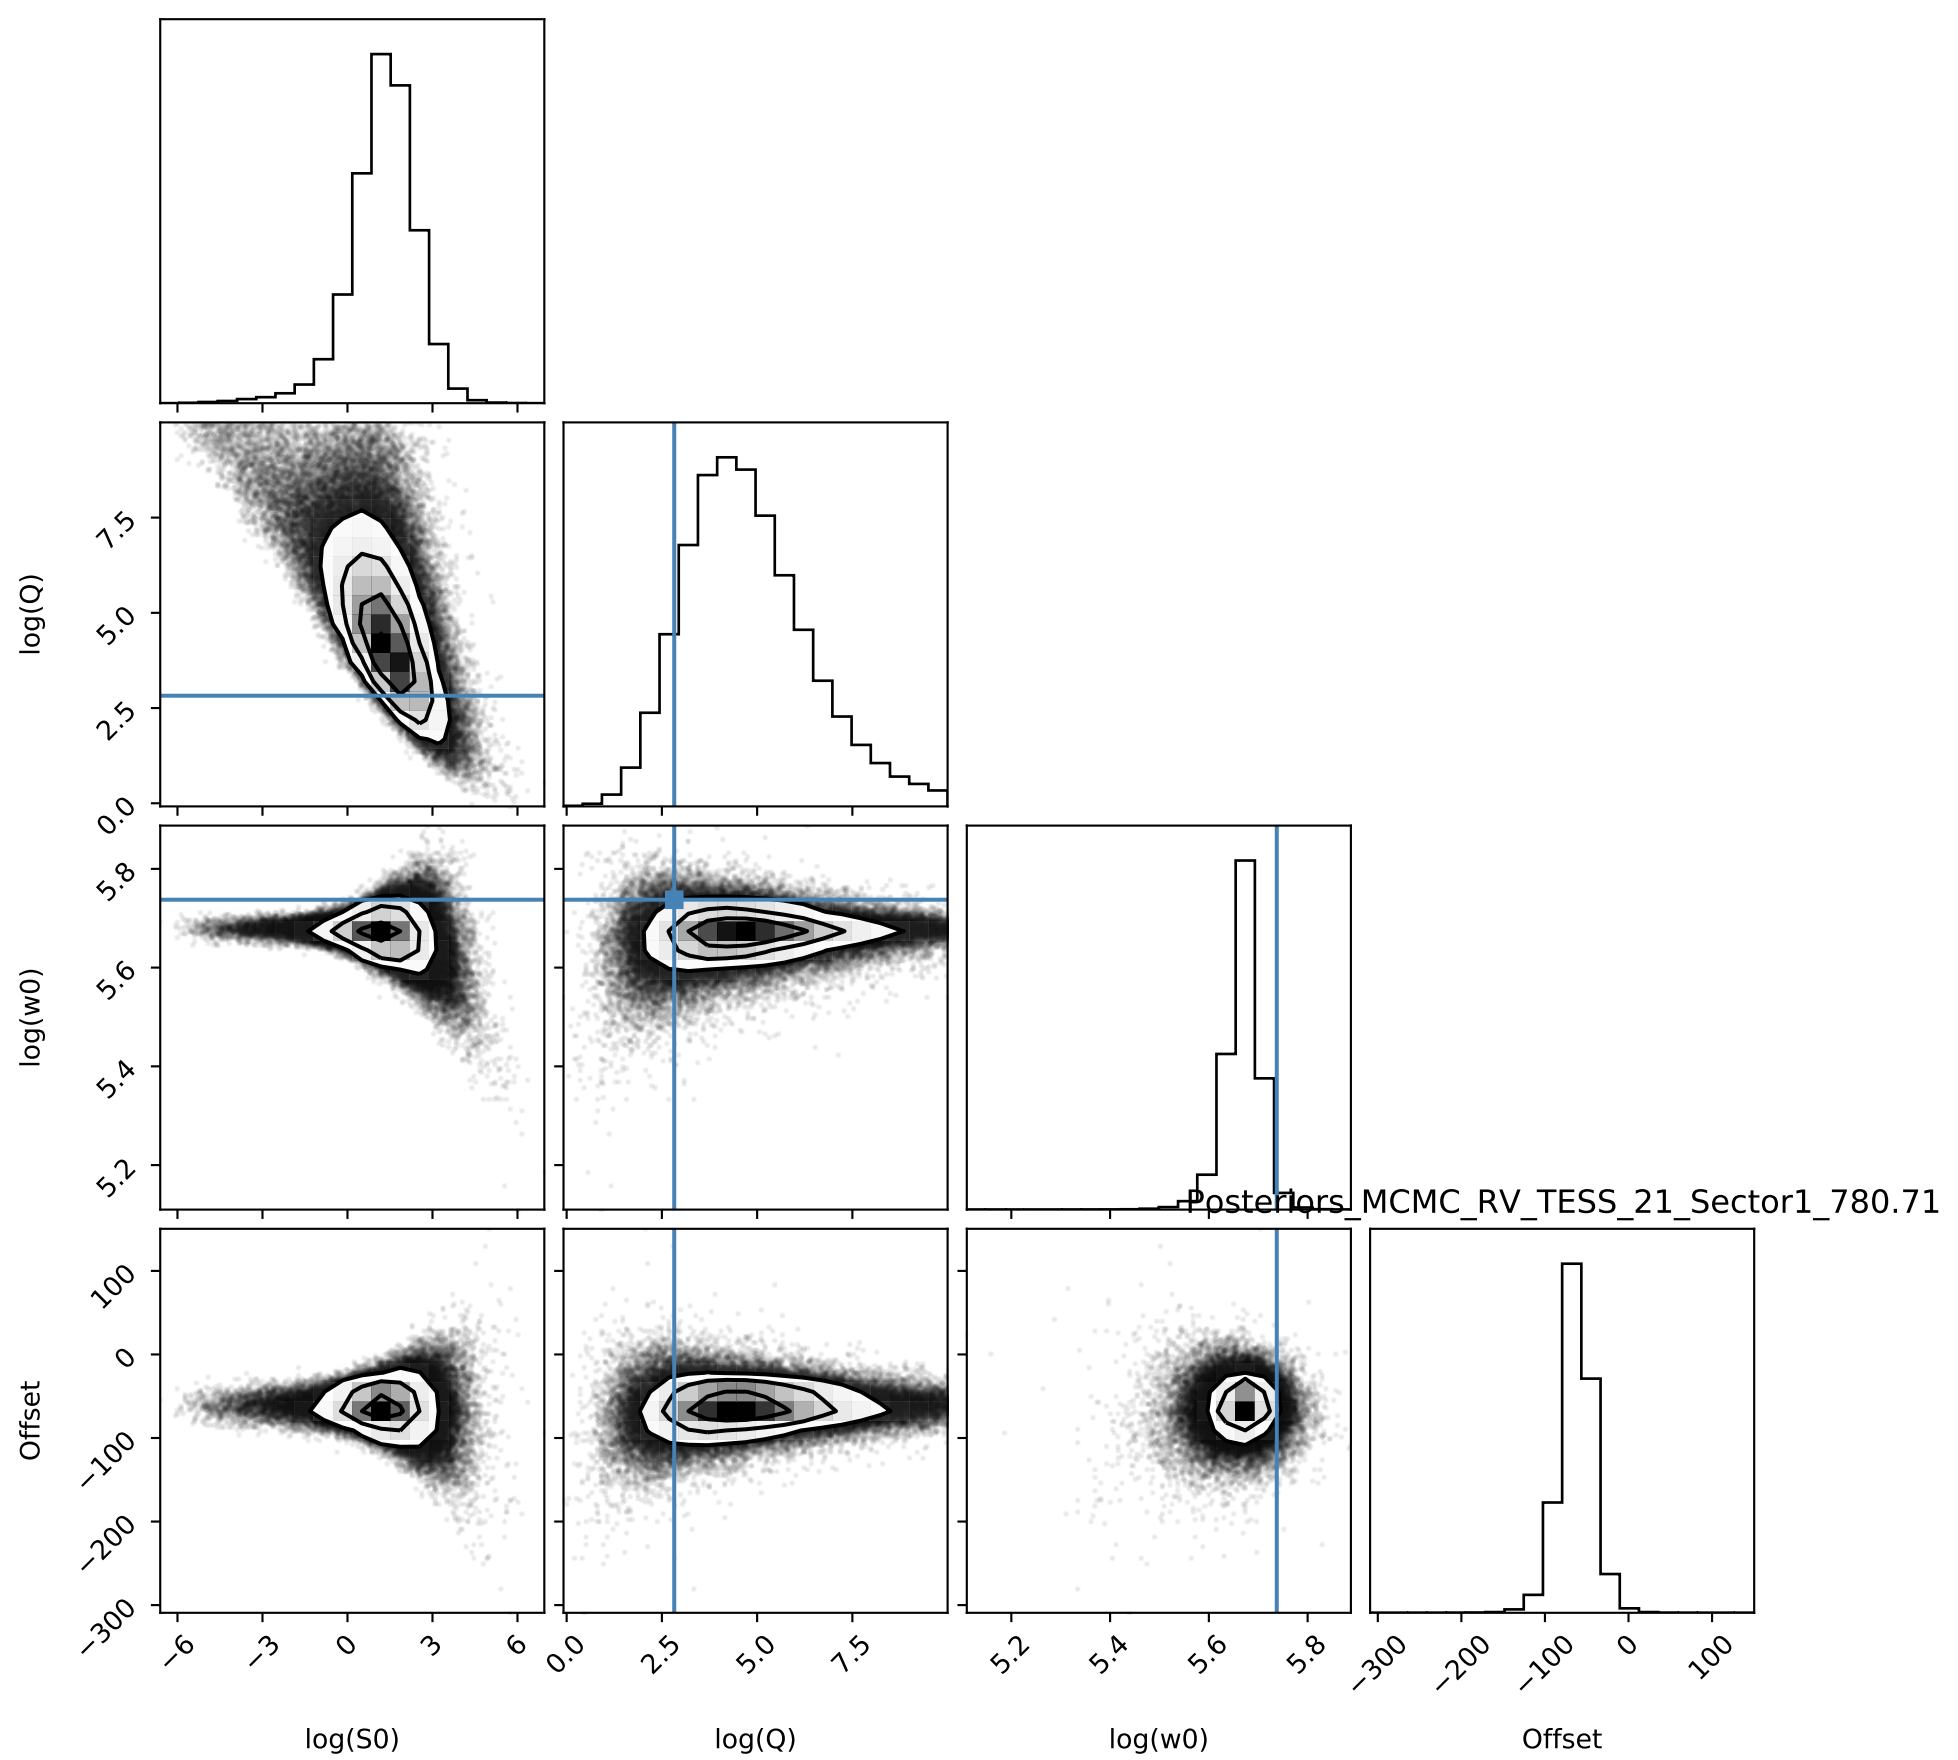 log(Q)
7.5
5.0
2.5
0.0
log(w0)
5.8
5.6
5.4
5.2
Posteriors_MCMC_RV_TESS_21_Sector1_780.71
Offset
100
0
−100
−200
−300
−6 −3 0 3 6 0.0 2.5 5.0 7.5 5.2 5.4 5.6 5.8 −300 −200 −100 0 100
log(S0) log(Q) log(w0) Offset